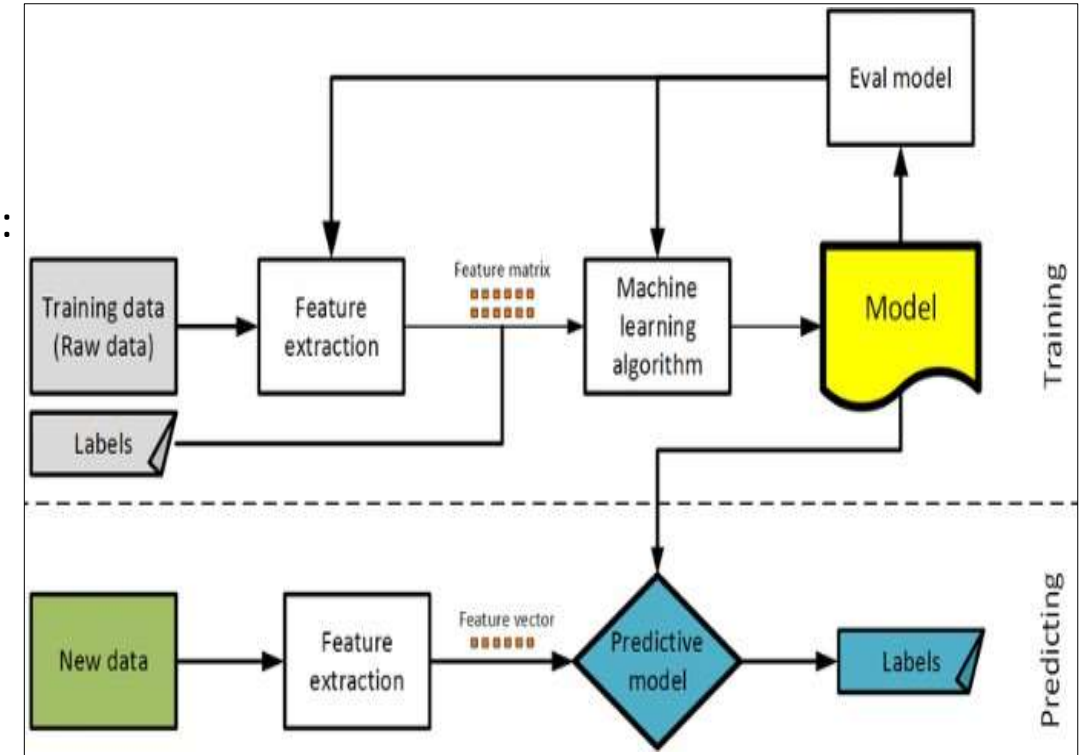 :
Eval model
Training
Feature matrix
Training data
(Raw data)
Feature
extraction
Machine
learning
algorithm
Model
Labels
Predicting
New data
Feature
extraction
Feature vector
Predictive
model
Labels